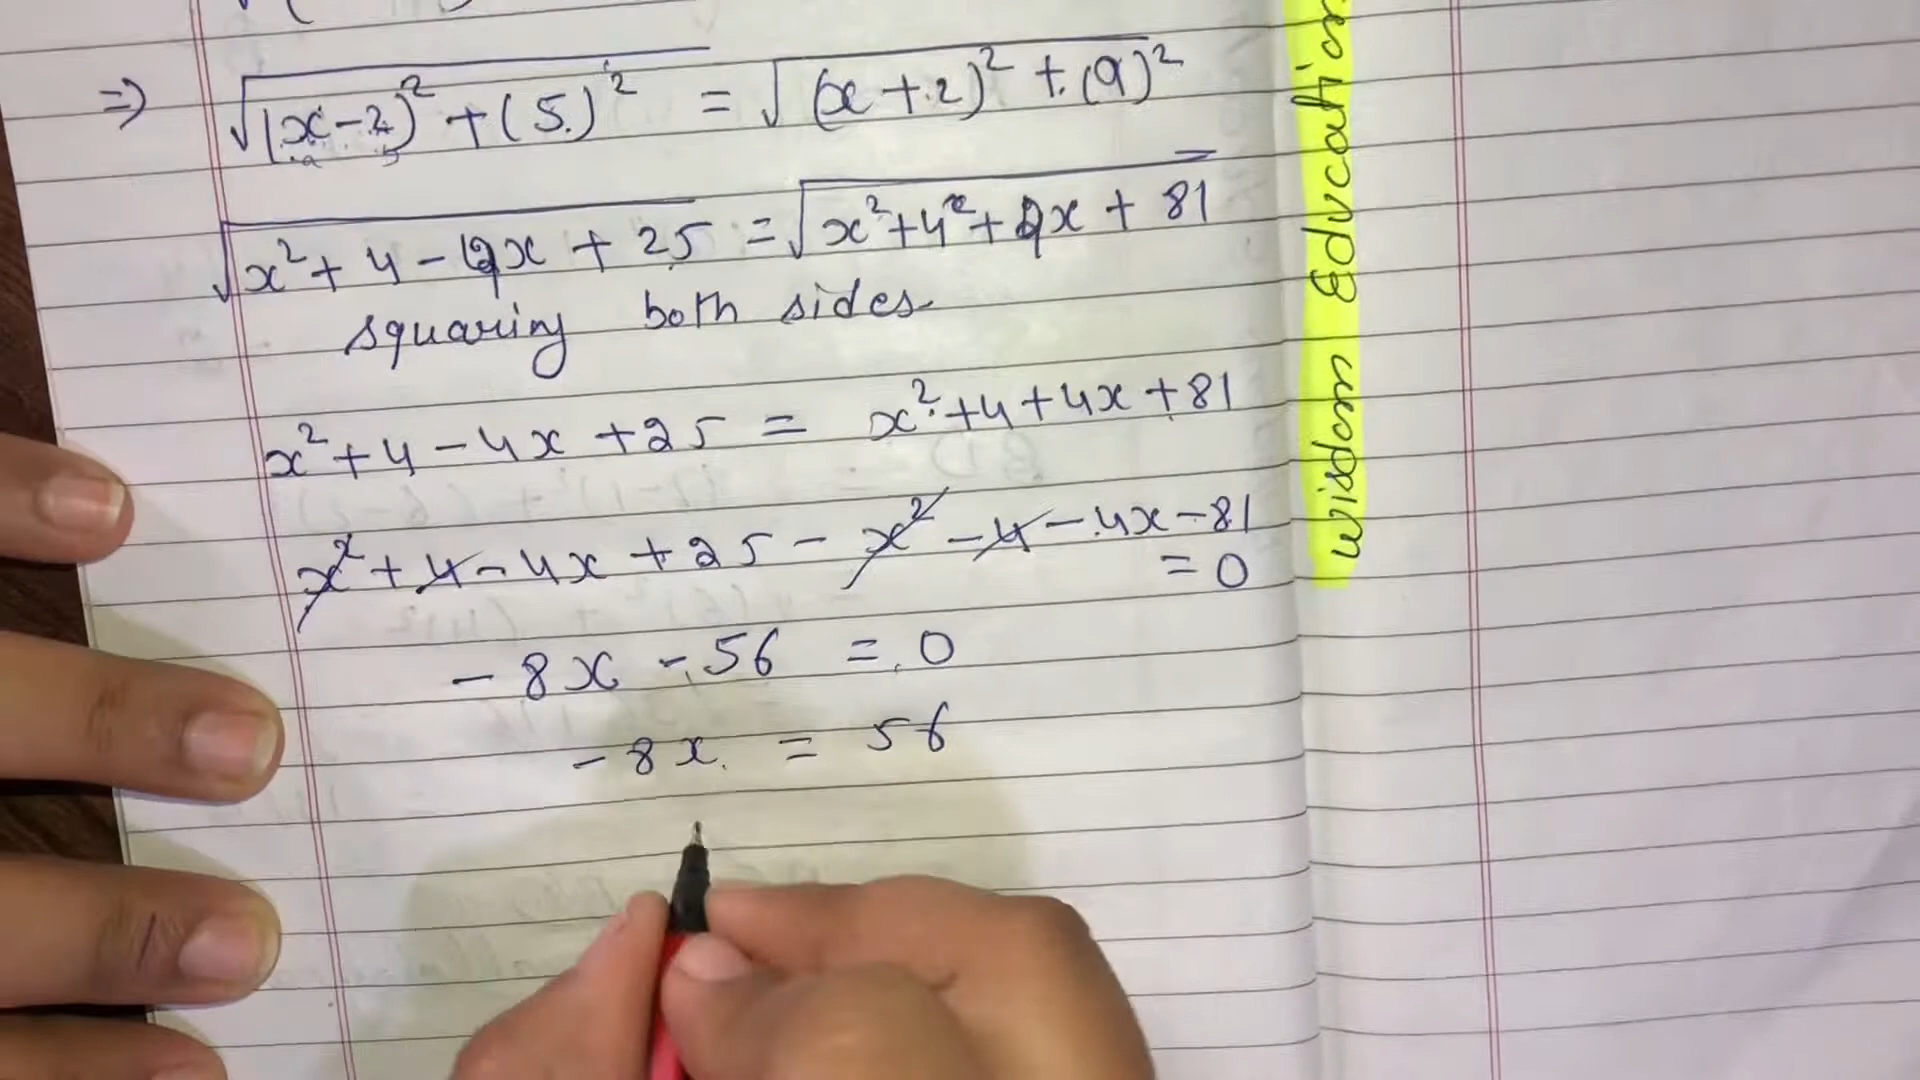 ⇒ √(x-2)² + (5)² = √(x+2)² + (9)²
√x² + 4 - 4x + 25 = √x² + 4 + 4x + 81
squaring both sides
x² + 4 - 4x + 25 = x² + 4 + 4x + 81
x² + 4 - 4x + 25 - x² - 4 - 4x - 81
= 0
- 8x - 56 = 0
- 8x = 56
Wisdom Education